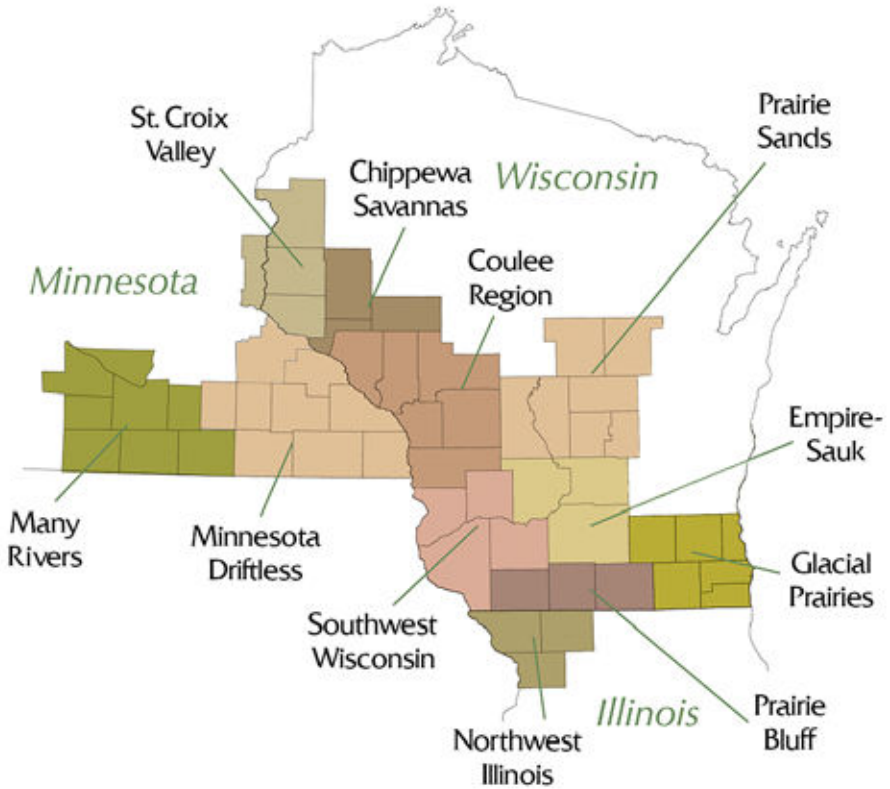 Prairie
Sands
St. Croix
Valley
Chippewa
Savannas
Wisconsin
Minnesota
Coulee
Region
Empire-
Sauk
Many
Rivers
Minnesota
Driftless
Glacial
Prairies
Southwest
Wisconsin
Illinois
Prairie
Bluff
Northwest
Illinois